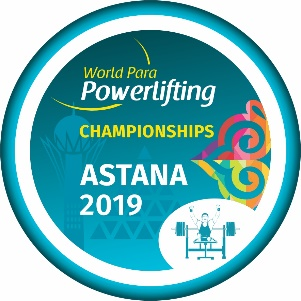 World Para
Powerlifting
CHAMPIONSHIPS
ASTANA
2019